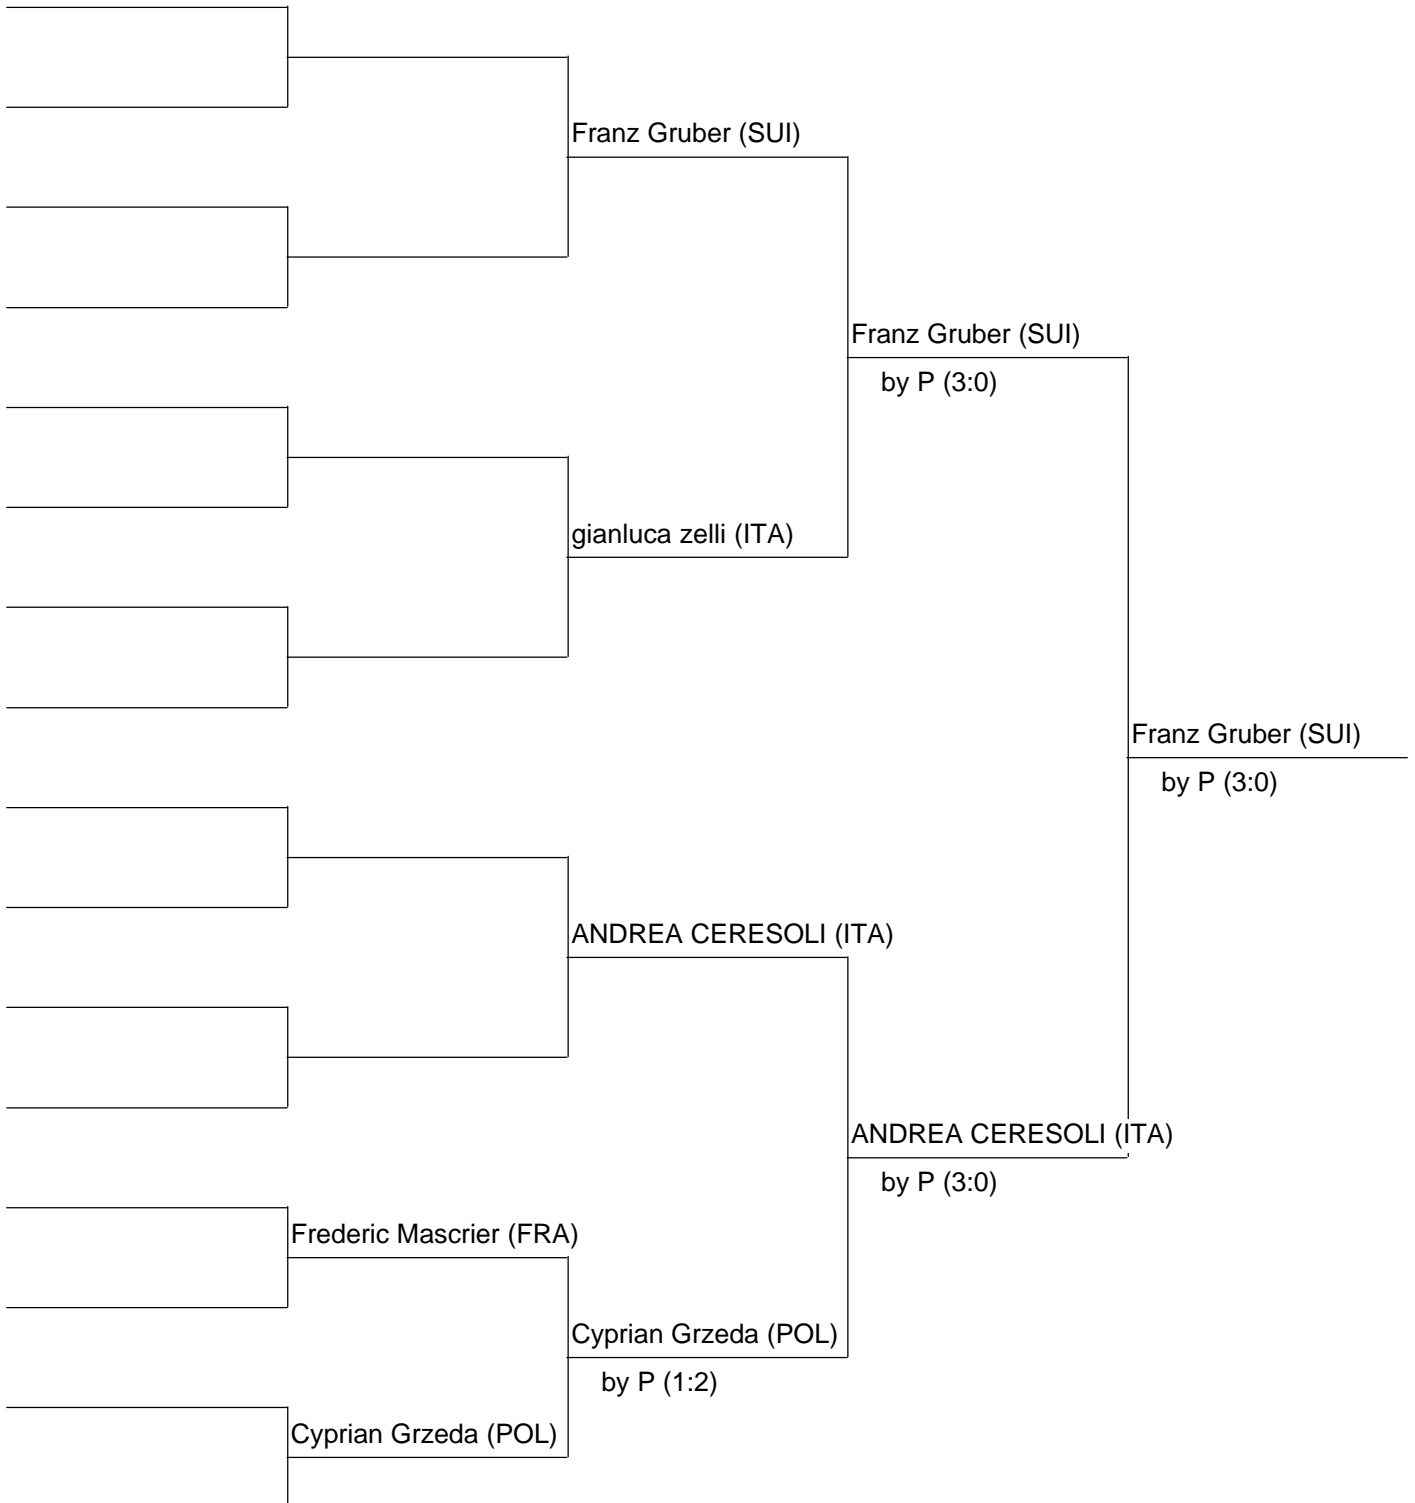 Franz Gruber (SUI)
Franz Gruber (SUI)
by P (3:0)
gianluca zelli (ITA)
Franz Gruber (SUI)
by P (3:0)
ANDREA CERESOLI (ITA)
ANDREA CERESOLI (ITA)
by P (3:0)
Frederic Mascrier (FRA)
Cyprian Grzeda (POL)
by P (1:2)
Cyprian Grzeda (POL)